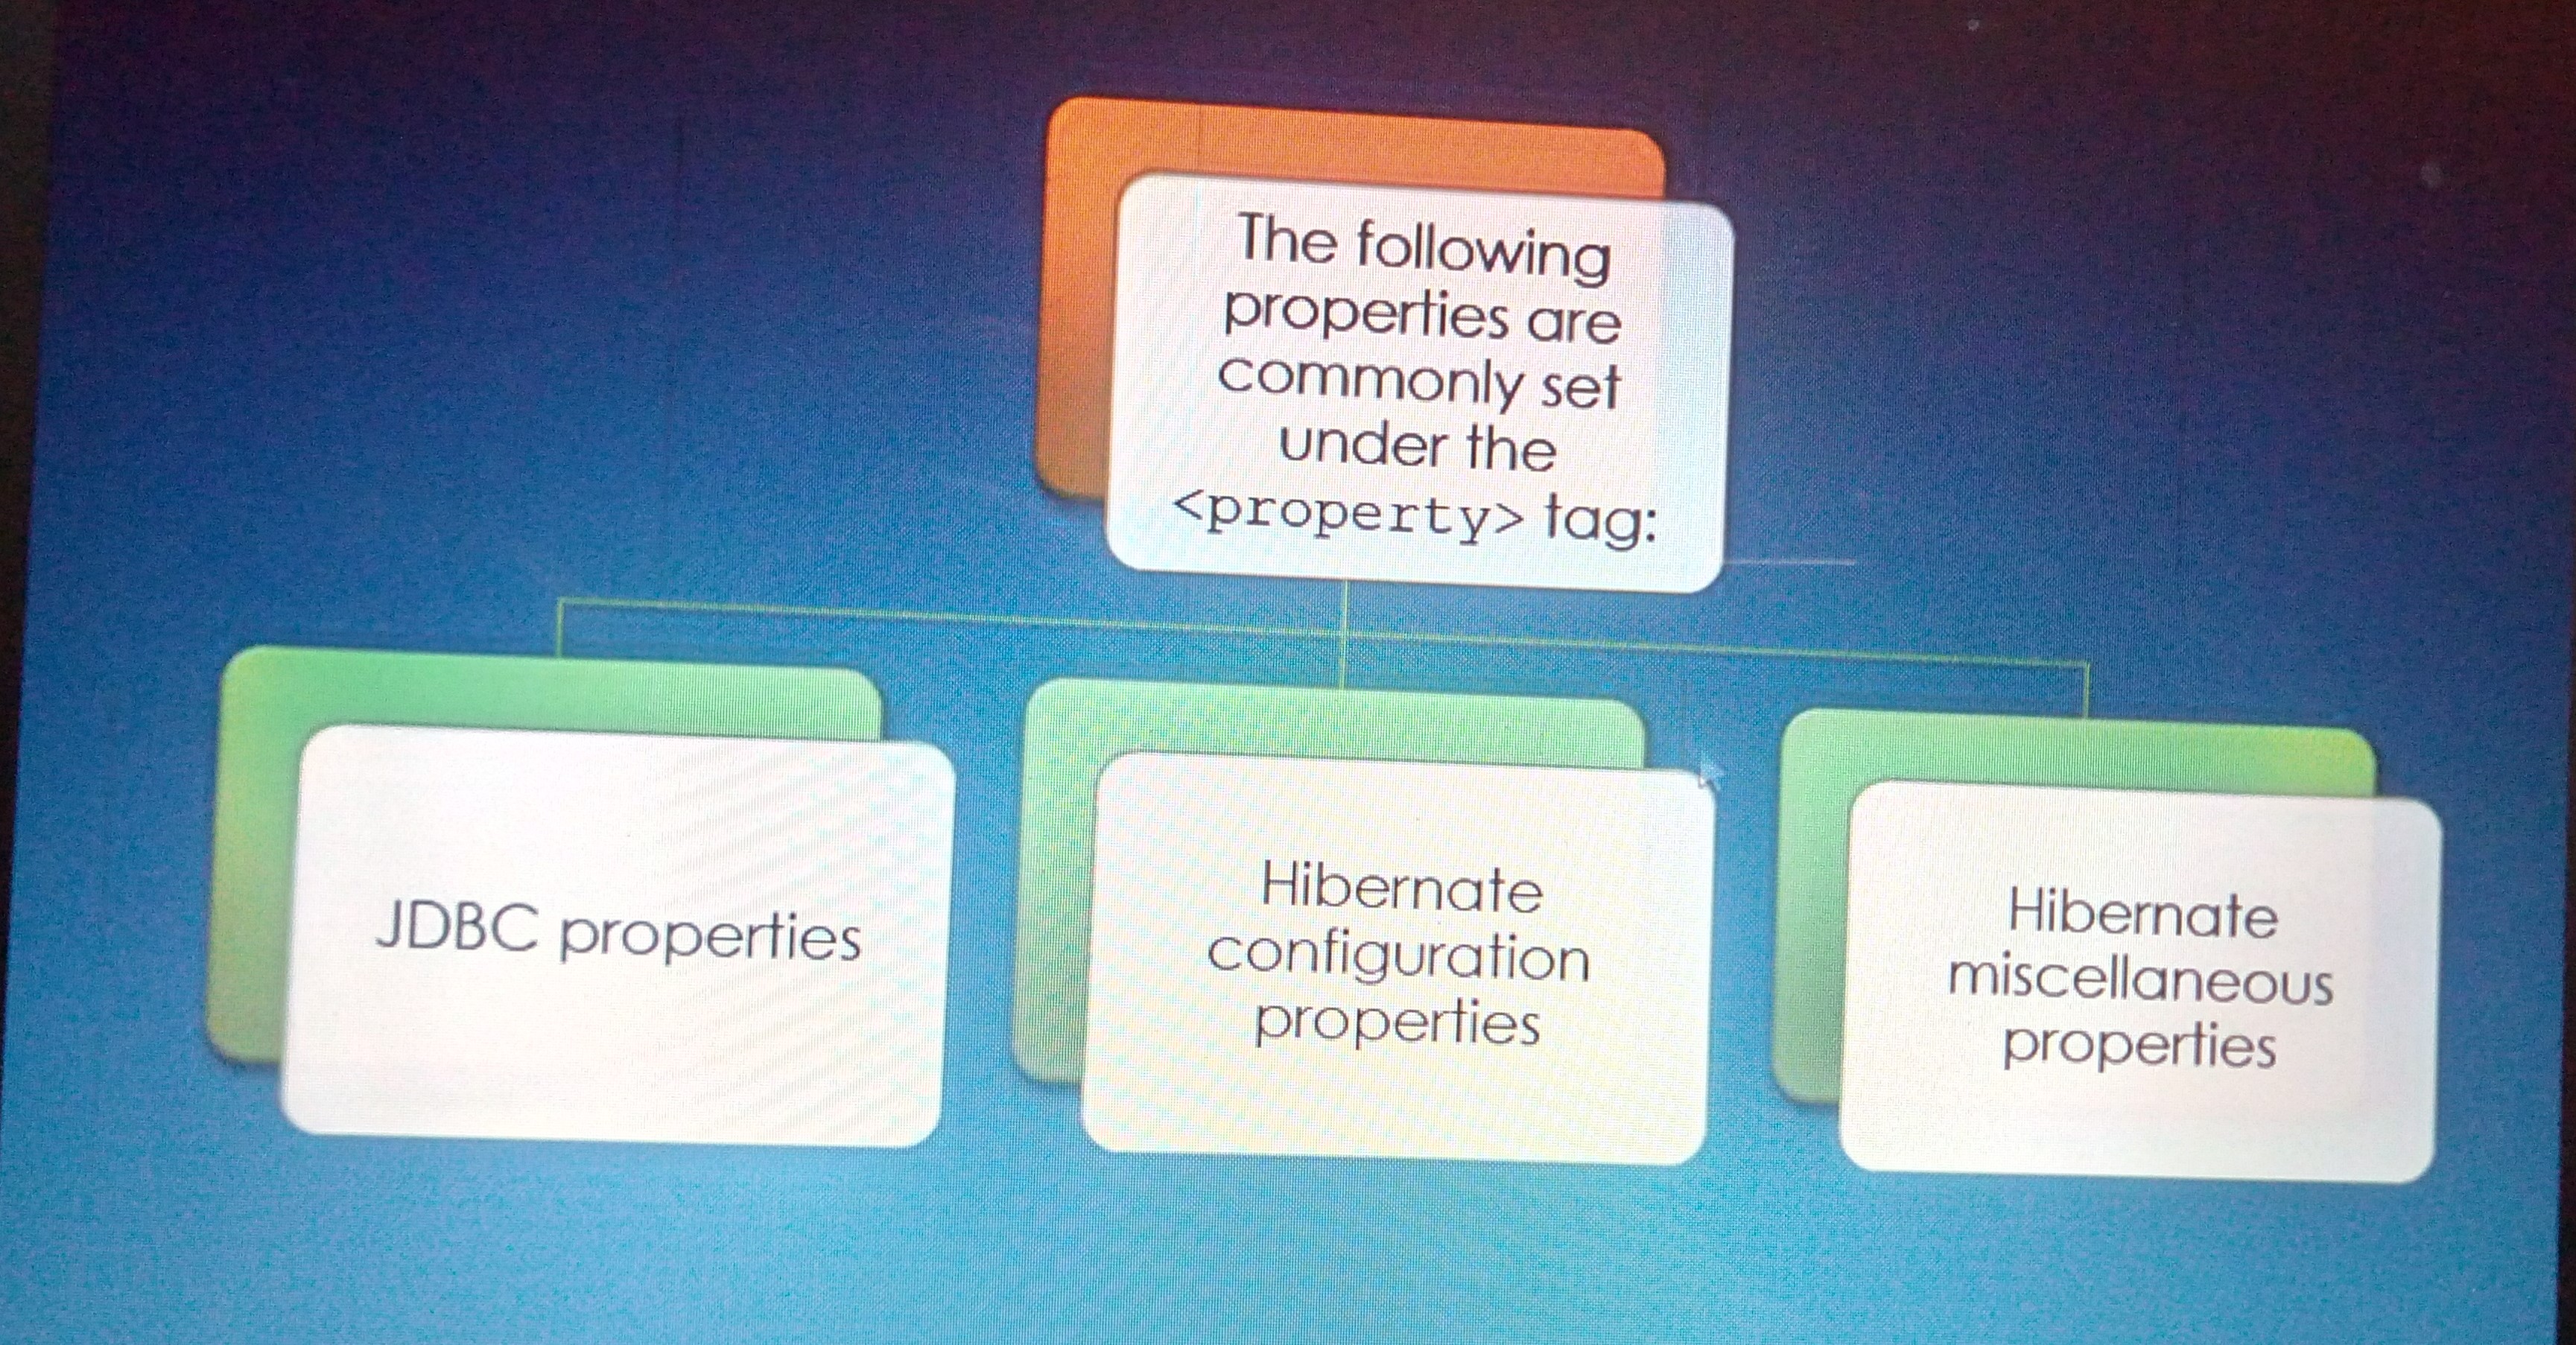 The following
properties are
commonly set
under the
<property> tag:
JDBC properties
Hibernate
configuration
properties
Hibernate
miscellaneous
properties